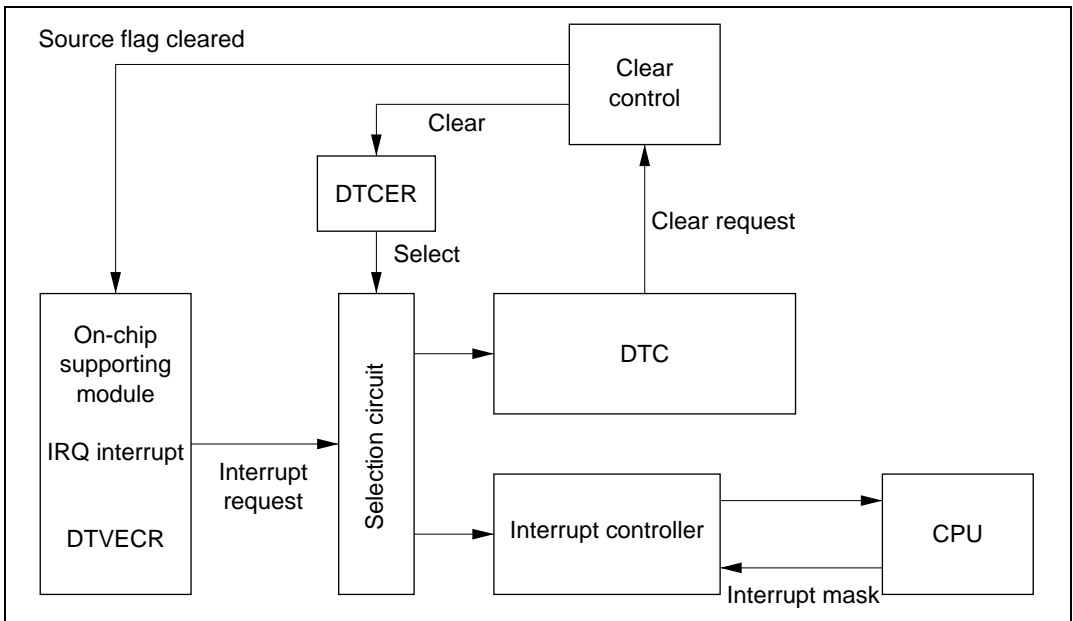 Source flag cleared
Clear
control
Clear
DTCER
Clear request
Select
On-chip
supporting
module
IRQ interrupt
DTVECR
Interrupt
request
Selection circuit
DTC
Interrupt controller
CPU
Interrupt mask